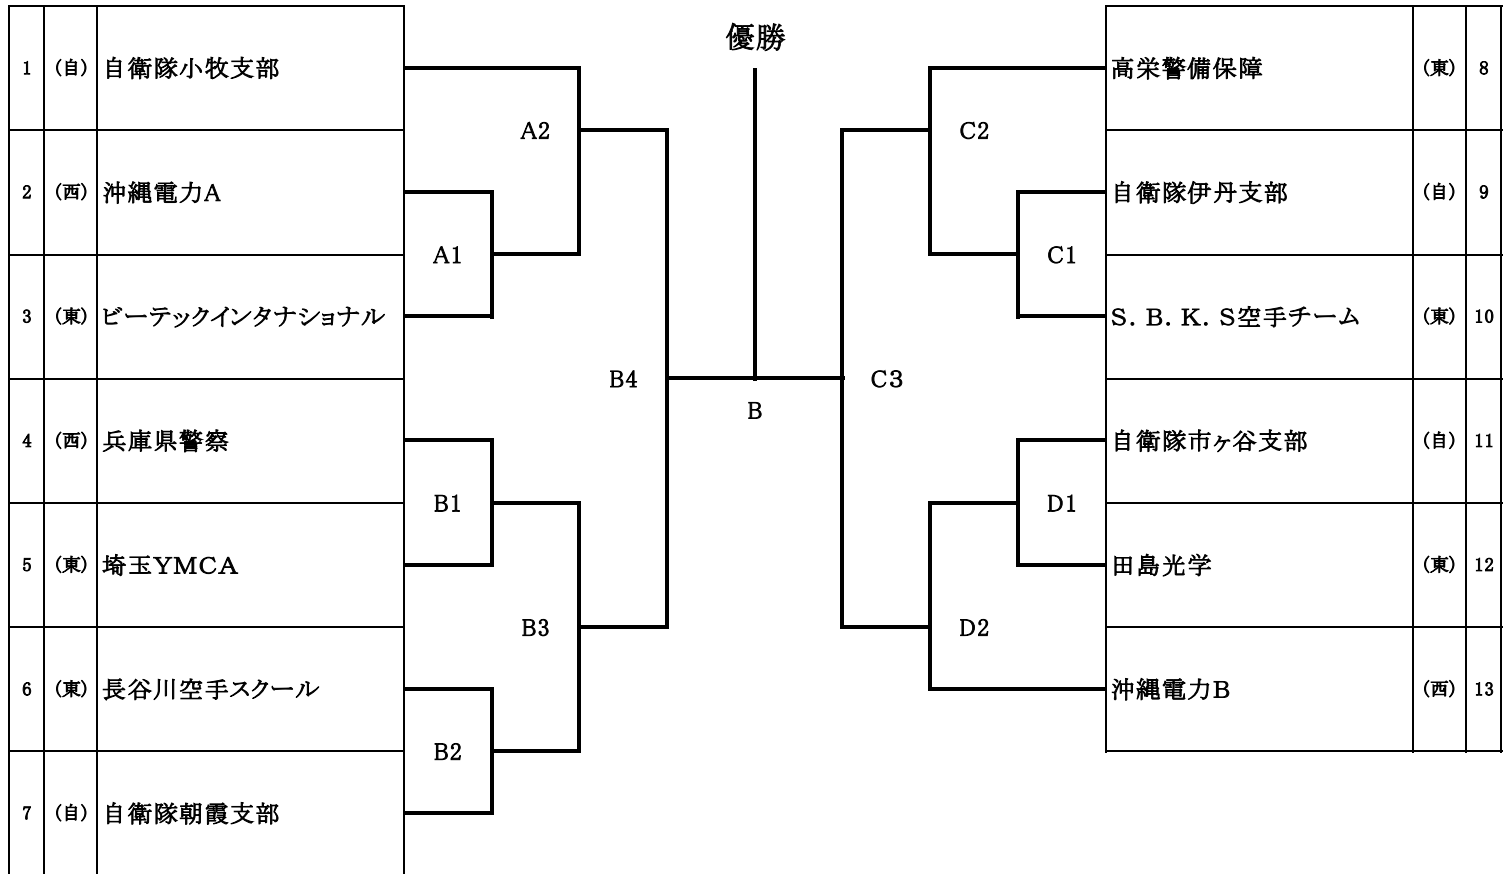 優勝
1 (自) 自衛隊小牧支部
A2
2 (西) 沖縄電力A
A1
3 (東) ビーテックインタナショナル
B4
4 (西) 兵庫県警察
B1
5 (東) 埼玉YMCA
B3
6 (東) 長谷川空手スクール
B2
7 (自) 自衛隊朝霞支部
B
高栄警備保障 (東) 8
C2
自衛隊伊丹支部 (自) 9
C1
S. B. K. S空手チーム (東) 10
C3
自衛隊市ヶ谷支部 (自) 11
D1
田島光学 (東) 12
D2
沖縄電力B (西) 13